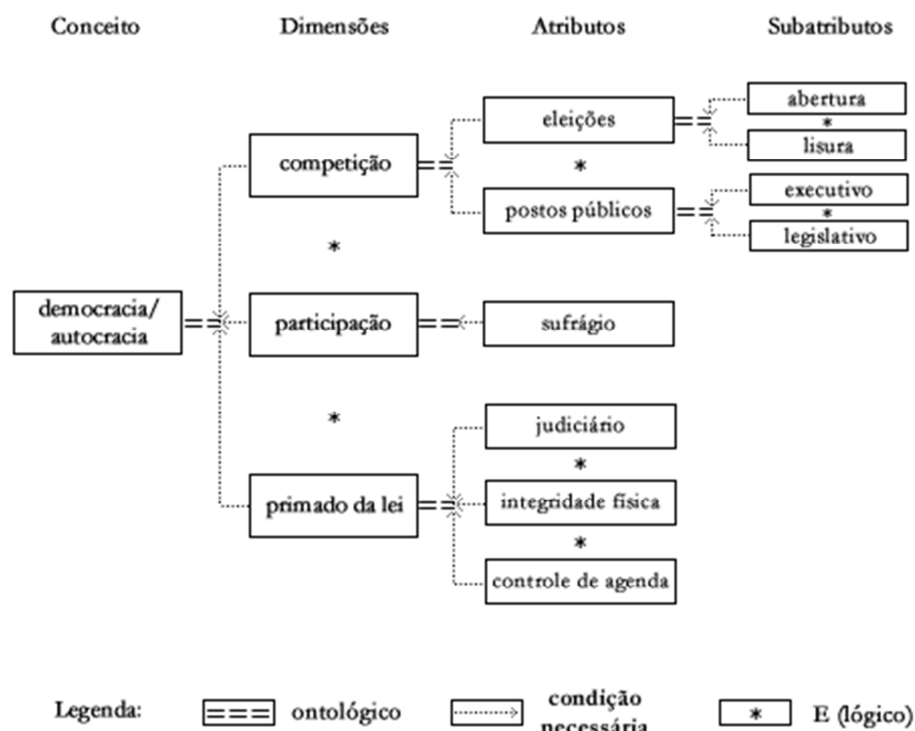 Conceito Dimensões Atributos Subatributos
abertura
eleições
*
lisura
competição
*
executivo
postos públicos
*
legislativo
*
democracia/
autocracia
participação
sufrágio
*
judiciário
*
primado da lei
integridade física
*
controle de agenda
Legenda:
=== ontológico
condição
necessária
* E (lógico)